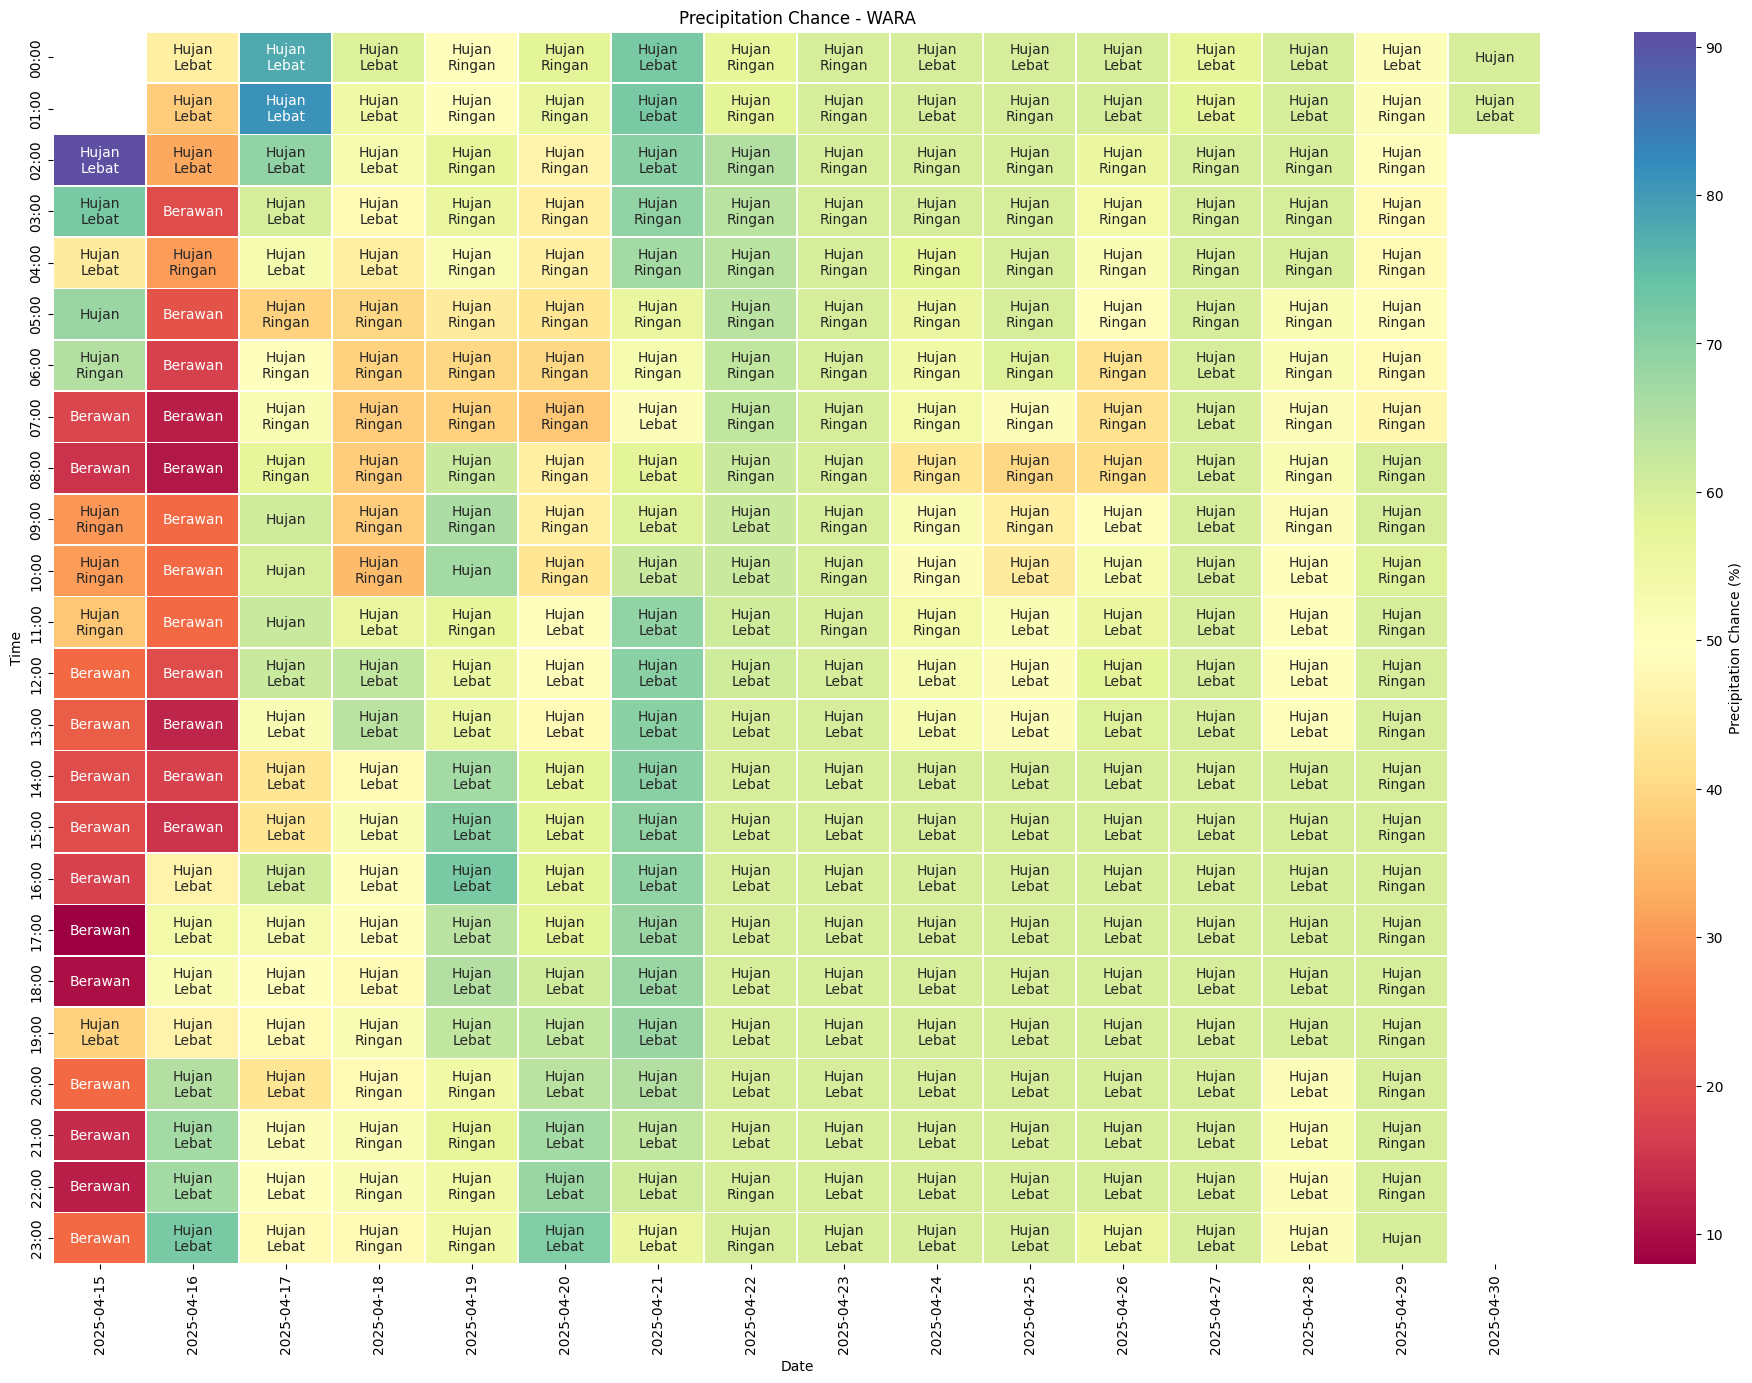 Precipitation Chance - WARA
00:00 Hujan Lebat Hujan Lebat Hujan Lebat Hujan Ringan Hujan Ringan Hujan Lebat Hujan Ringan Hujan Ringan Hujan Lebat Hujan Lebat Hujan Lebat Hujan Lebat Hujan Lebat Hujan Lebat Hujan
01:00 Hujan Lebat Hujan Lebat Hujan Lebat Hujan Ringan Hujan Ringan Hujan Lebat Hujan Ringan Hujan Ringan Hujan Lebat Hujan Ringan Hujan Lebat Hujan Lebat Hujan Lebat Hujan Ringan Hujan Lebat
02:00 Hujan Lebat Hujan Lebat Hujan Lebat Hujan Lebat Hujan Ringan Hujan Ringan Hujan Lebat Hujan Ringan Hujan Ringan Hujan Ringan Hujan Ringan Hujan Ringan Hujan Ringan Hujan Ringan Hujan Ringan
03:00 Hujan Lebat Berawan Hujan Lebat Hujan Lebat Hujan Ringan Hujan Ringan Hujan Ringan Hujan Ringan Hujan Ringan Hujan Ringan Hujan Ringan Hujan Ringan Hujan Ringan Hujan Ringan Hujan Ringan
04:00 Hujan Lebat Hujan Ringan Hujan Lebat Hujan Lebat Hujan Ringan Hujan Ringan Hujan Ringan Hujan Ringan Hujan Ringan Hujan Ringan Hujan Ringan Hujan Ringan Hujan Ringan Hujan Ringan Hujan Ringan
05:00 Hujan Berawan Hujan Ringan Hujan Ringan Hujan Ringan Hujan Ringan Hujan Ringan Hujan Ringan Hujan Ringan Hujan Ringan Hujan Ringan Hujan Ringan Hujan Ringan Hujan Ringan Hujan Ringan
06:00 Hujan Ringan Berawan Hujan Ringan Hujan Ringan Hujan Ringan Hujan Ringan Hujan Ringan Hujan Ringan Hujan Ringan Hujan Ringan Hujan Ringan Hujan Ringan Hujan Lebat Hujan Ringan Hujan Ringan
07:00 Berawan Berawan Hujan Ringan Hujan Ringan Hujan Ringan Hujan Ringan Hujan Lebat Hujan Ringan Hujan Ringan Hujan Ringan Hujan Ringan Hujan Ringan Hujan Lebat Hujan Ringan Hujan Ringan
08:00 Berawan Berawan Hujan Ringan Hujan Ringan Hujan Ringan Hujan Ringan Hujan Lebat Hujan Ringan Hujan Ringan Hujan Ringan Hujan Ringan Hujan Ringan Hujan Lebat Hujan Ringan Hujan Ringan
09:00 Hujan Ringan Berawan Hujan Hujan Ringan Hujan Ringan Hujan Ringan Hujan Lebat Hujan Lebat Hujan Ringan Hujan Ringan Hujan Ringan Hujan Lebat Hujan Lebat Hujan Ringan Hujan Ringan
10:00 Hujan Ringan Berawan Hujan Hujan Ringan Hujan Hujan Ringan Hujan Lebat Hujan Lebat Hujan Ringan Hujan Ringan Hujan Lebat Hujan Lebat Hujan Lebat Hujan Lebat Hujan Ringan
11:00 Hujan Ringan Berawan Hujan Hujan Lebat Hujan Ringan Hujan Lebat Hujan Lebat Hujan Lebat Hujan Ringan Hujan Ringan Hujan Lebat Hujan Lebat Hujan Lebat Hujan Lebat Hujan Ringan
12:00 Berawan Berawan Hujan Lebat Hujan Lebat Hujan Lebat Hujan Lebat Hujan Lebat Hujan Lebat Hujan Lebat Hujan Lebat Hujan Lebat Hujan Lebat Hujan Lebat Hujan Lebat Hujan Ringan
13:00 Berawan Berawan Hujan Lebat Hujan Lebat Hujan Lebat Hujan Lebat Hujan Lebat Hujan Lebat Hujan Lebat Hujan Lebat Hujan Lebat Hujan Lebat Hujan Lebat Hujan Lebat Hujan Ringan
14:00 Berawan Berawan Hujan Lebat Hujan Lebat Hujan Lebat Hujan Lebat Hujan Lebat Hujan Lebat Hujan Lebat Hujan Lebat Hujan Lebat Hujan Lebat Hujan Lebat Hujan Lebat Hujan Ringan
15:00 Berawan Berawan Hujan Lebat Hujan Lebat Hujan Lebat Hujan Lebat Hujan Lebat Hujan Lebat Hujan Lebat Hujan Lebat Hujan Lebat Hujan Lebat Hujan Lebat Hujan Lebat Hujan Ringan
16:00 Berawan Hujan Lebat Hujan Lebat Hujan Lebat Hujan Lebat Hujan Lebat Hujan Lebat Hujan Lebat Hujan Lebat Hujan Lebat Hujan Lebat Hujan Lebat Hujan Lebat Hujan Lebat Hujan Ringan
17:00 Berawan Hujan Lebat Hujan Lebat Hujan Lebat Hujan Lebat Hujan Lebat Hujan Lebat Hujan Lebat Hujan Lebat Hujan Lebat Hujan Lebat Hujan Lebat Hujan Lebat Hujan Lebat Hujan Ringan
18:00 Berawan Hujan Lebat Hujan Lebat Hujan Lebat Hujan Lebat Hujan Lebat Hujan Lebat Hujan Lebat Hujan Lebat Hujan Lebat Hujan Lebat Hujan Lebat Hujan Lebat Hujan Lebat Hujan Ringan
19:00 Hujan Lebat Hujan Lebat Hujan Lebat Hujan Ringan Hujan Lebat Hujan Lebat Hujan Lebat Hujan Lebat Hujan Lebat Hujan Lebat Hujan Lebat Hujan Lebat Hujan Lebat Hujan Lebat Hujan Ringan
20:00 Berawan Hujan Lebat Hujan Lebat Hujan Ringan Hujan Ringan Hujan Lebat Hujan Lebat Hujan Lebat Hujan Lebat Hujan Lebat Hujan Lebat Hujan Lebat Hujan Lebat Hujan Lebat Hujan Ringan
21:00 Berawan Hujan Lebat Hujan Lebat Hujan Ringan Hujan Ringan Hujan Lebat Hujan Lebat Hujan Lebat Hujan Lebat Hujan Lebat Hujan Lebat Hujan Lebat Hujan Lebat Hujan Lebat Hujan Ringan
22:00 Berawan Hujan Lebat Hujan Lebat Hujan Ringan Hujan Ringan Hujan Lebat Hujan Lebat Hujan Ringan Hujan Lebat Hujan Lebat Hujan Lebat Hujan Lebat Hujan Lebat Hujan Lebat Hujan Ringan
23:00 Berawan Hujan Lebat Hujan Lebat Hujan Ringan Hujan Ringan Hujan Lebat Hujan Lebat Hujan Ringan Hujan Lebat Hujan Lebat Hujan Lebat Hujan Lebat Hujan Lebat Hujan Lebat Hujan
2025-04-15 2025-04-16 2025-04-17 2025-04-18 2025-04-19 2025-04-20 2025-04-21 2025-04-22 2025-04-23 2025-04-24 2025-04-25 2025-04-26 2025-04-27 2025-04-28 2025-04-29 2025-04-30
Date
Time
90
80
70
60
50
40
30
20
10
Precipitation Chance (%)